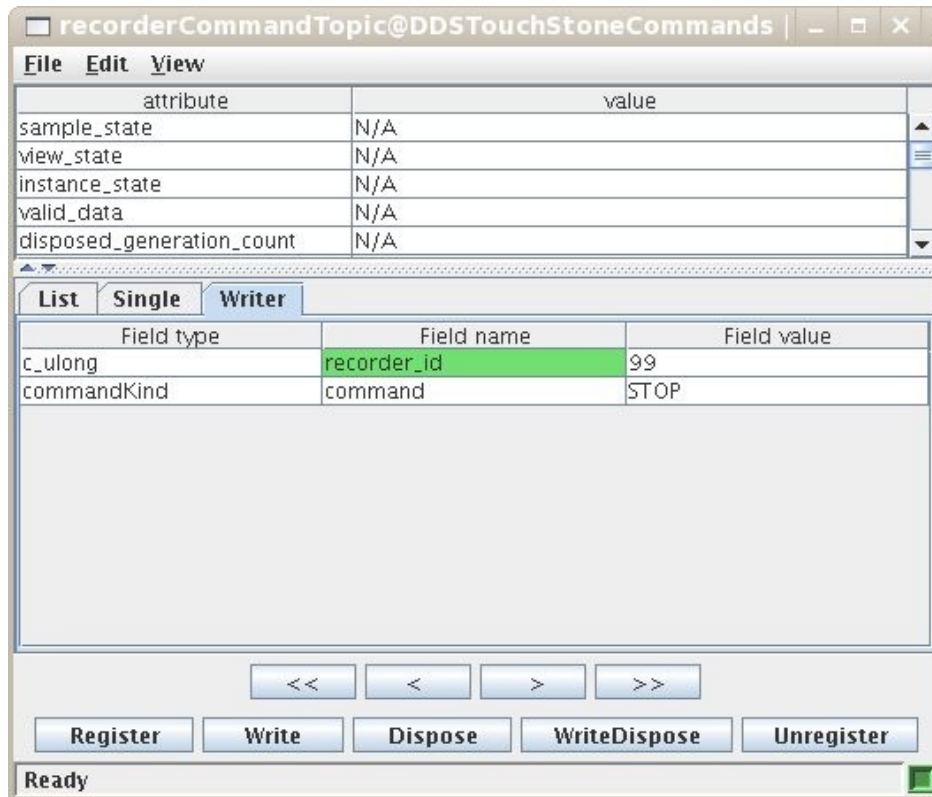 recorderCommandTopic@DDSTouchStoneCommands |
File Edit View
attribute value
sample_state N/A
view_state N/A
instance_state N/A
valid_data N/A
disposed_generation_count N/A
List Single Writer
Field type Field name Field value
c_ulong recorder_id 99
commandKind command STOP
<< < > >>
Register Write Dispose WriteDispose Unregister
Ready